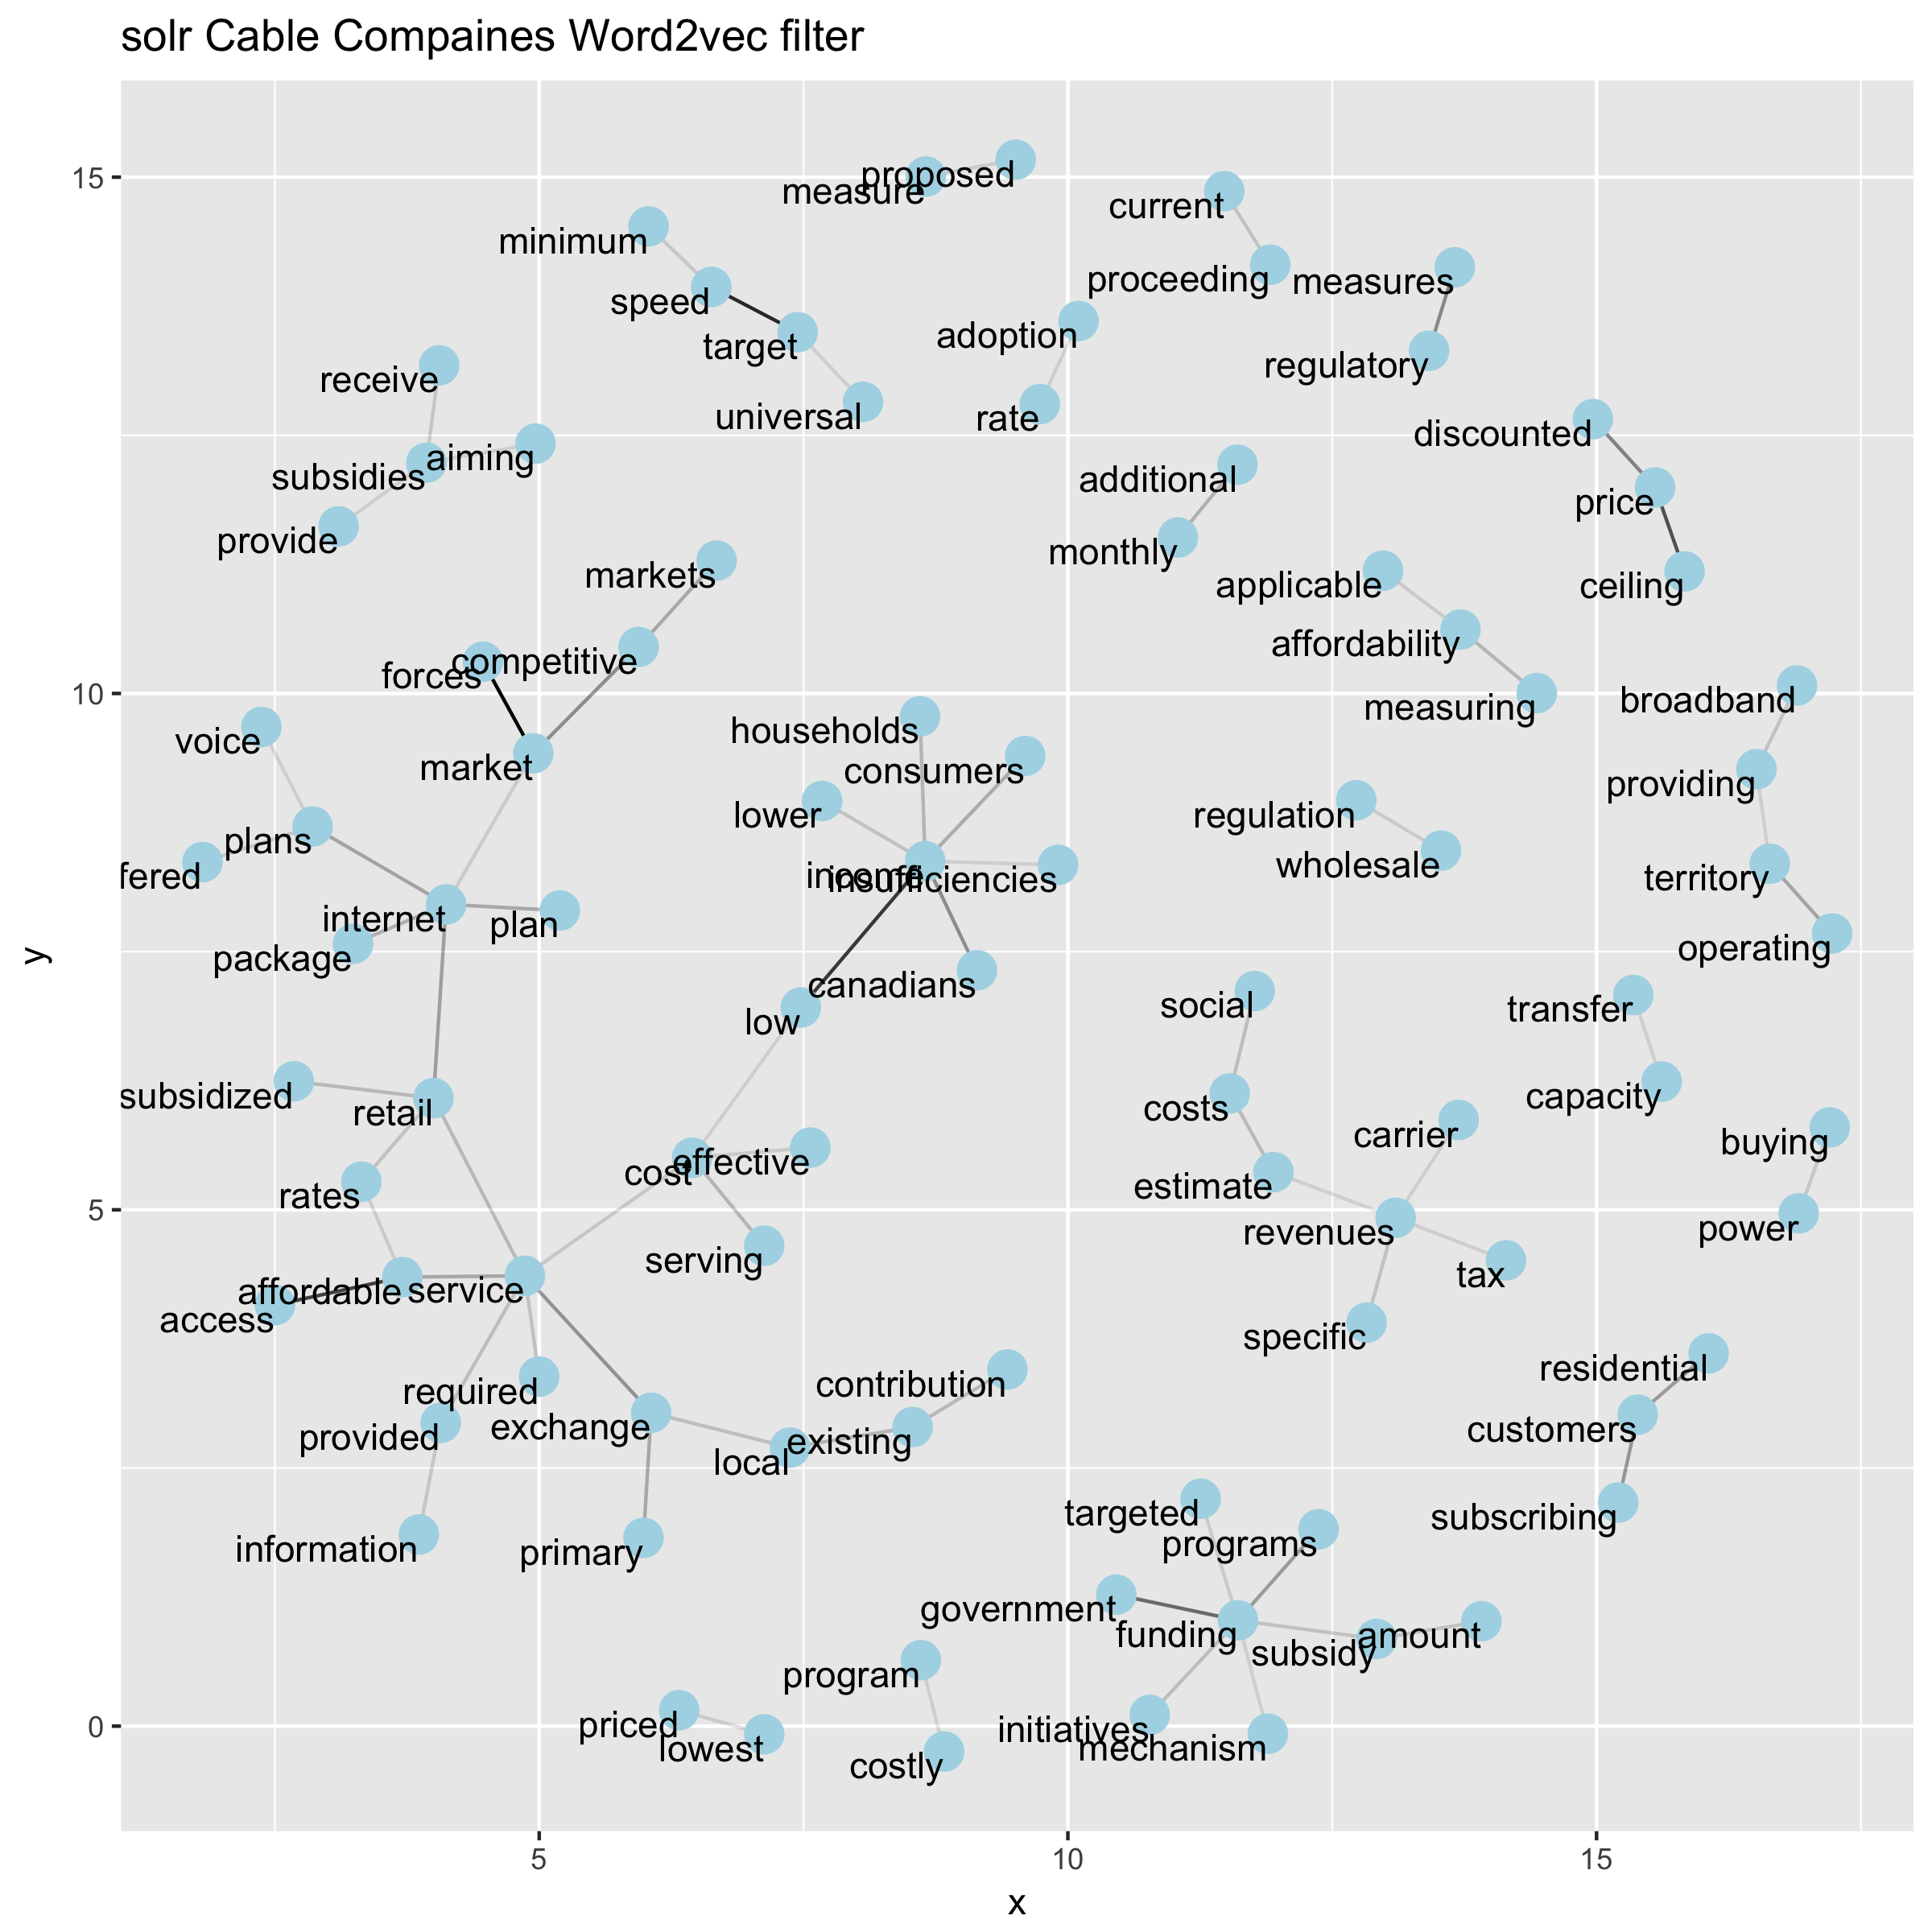 solr Cable Compaines Word2vec filter
15
10
5
0
y
5
10
15
x
proposed
measure
current
minimum
proceeding
measures
speed
adoption
target
regulatory
receive
universal
rate
discounted
aiming
subsidies
additional
price
provide
monthly
markets
applicable
ceiling
affordability
competitive
forces
measuring
broadband
households
voice
market
consumers
providing
lower
regulation
plans
wholesale
fered
income
insufficiencies
territory
internet
plan
package
operating
canadians
social
transfer
low
subsidized
retail
costs
capacity
carrier
buying
effective
cost
estimate
rates
revenues
power
serving
tax
affordable
service
access
specific
residential
contribution
required
customers
exchange
provided
existing
local
targeted
subscribing
programs
information
primary
government
funding
amount
subsidy
program
priced
initiatives
lowest
mechanism
costly